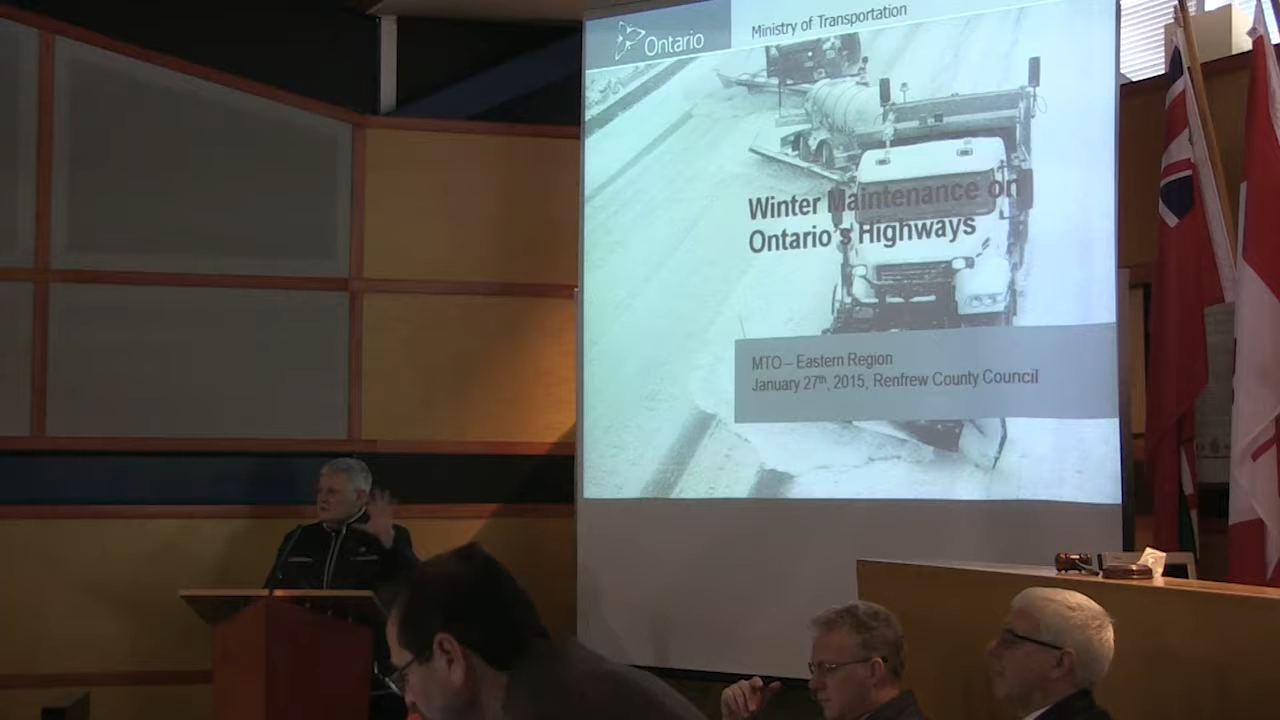 Ontario
Ministry of Transportation
Winter Maintenance on
Ontario's Highways
MTO – Eastern Region
January 27th, 2015, Renfrew County Council